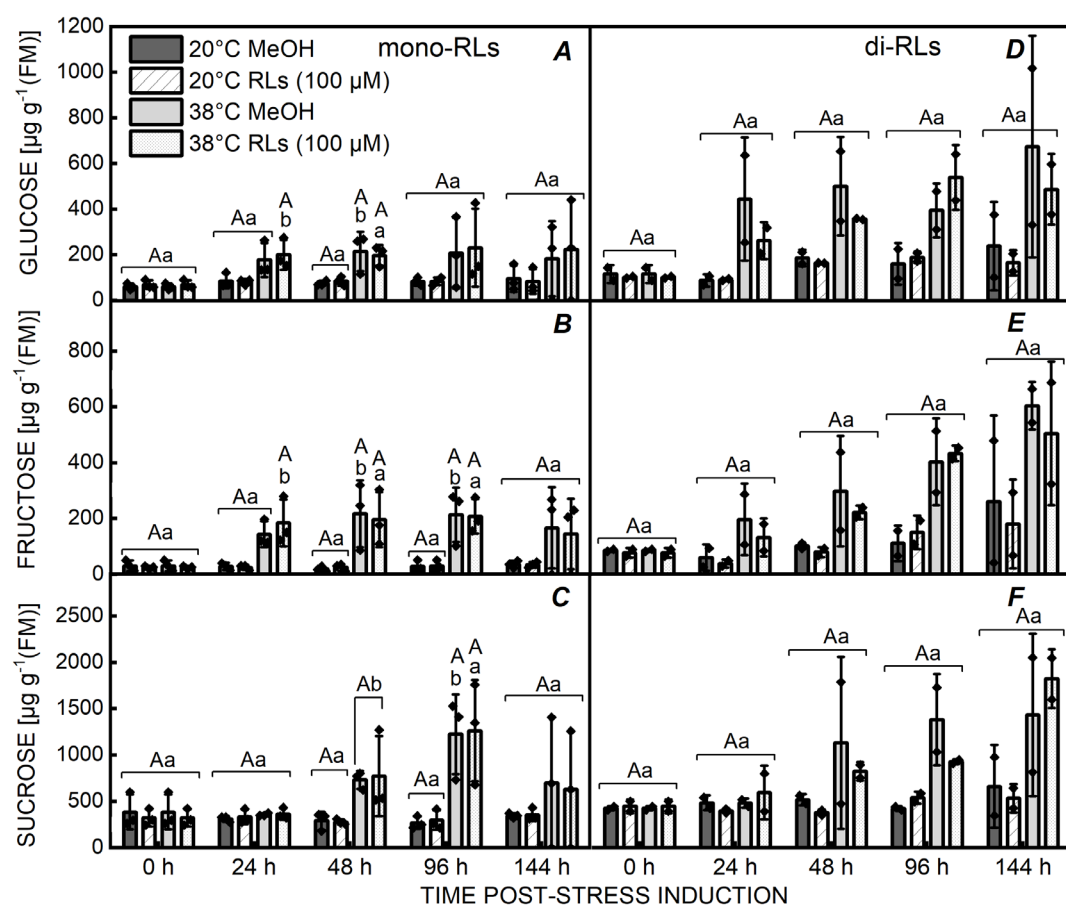 1200
1000
800
600
400
200
0
GLUCOSE [µg g⁻¹(FM)]
20°C MeOH
20°C RLs (100 µM)
38°C MeOH
38°C RLs (100 µM)
mono-RLs
A
Aa
Aa
A
b
Aa
A
b
A
a
Aa
Aa
di-RLs
D
Aa
Aa
Aa
Aa
Aa
800
600
400
200
0
FRUCTOSE [µg g⁻¹(FM)]
B
Aa
Aa
A
b
Aa
A
b
A
a
Aa
A
b
A
a
Aa
E
Aa
Aa
Aa
Aa
Aa
2500
2000
1500
1000
500
0
SUCROSE [µg g⁻¹(FM)]
C
Aa
Aa
Aa
Ab
Aa
A
b
A
a
Aa
F
Aa
Aa
Aa
Aa
Aa
0 h 24 h 48 h 96 h 144 h 0 h 24 h 48 h 96 h 144 h
TIME POST-STRESS INDUCTION